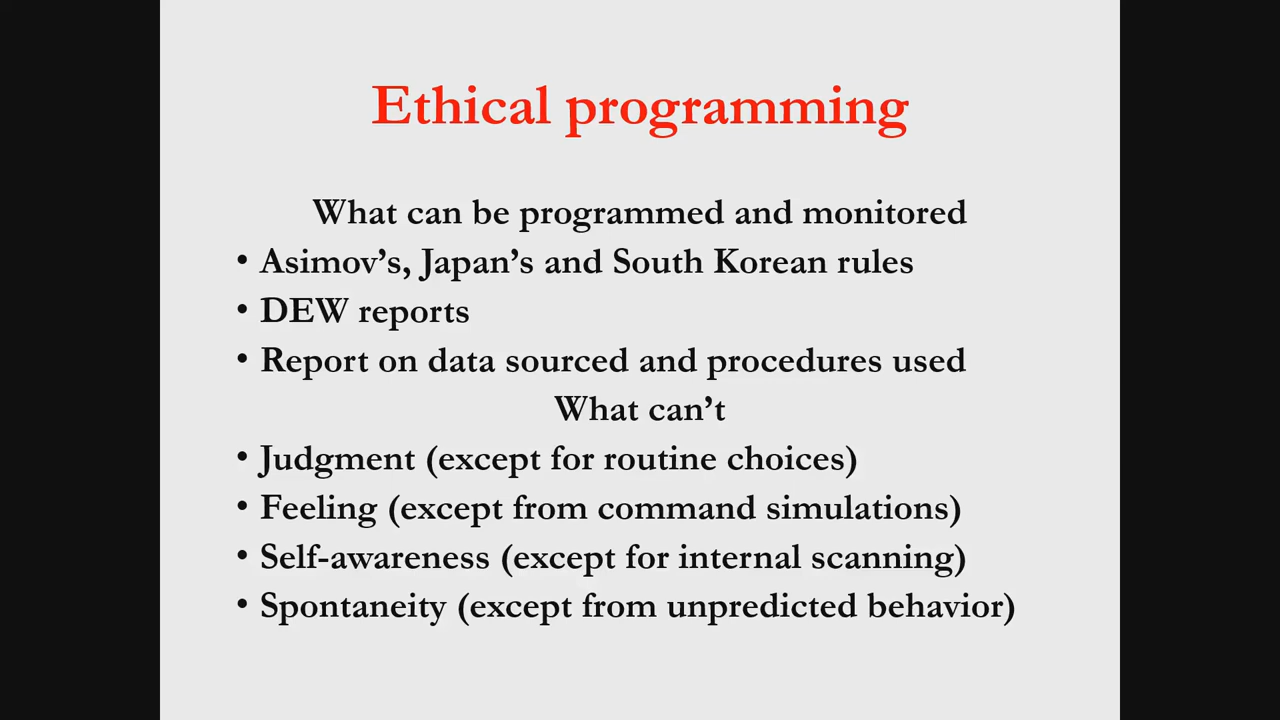 Ethical programming
What can be programmed and monitored
• Asimov’s, Japan’s and South Korean rules
• DEW reports
• Report on data sourced and procedures used
What can’t
• Judgment (except for routine choices)
• Feeling (except from command simulations)
• Self-awareness (except for internal scanning)
• Spontaneity (except from unpredicted behavior)